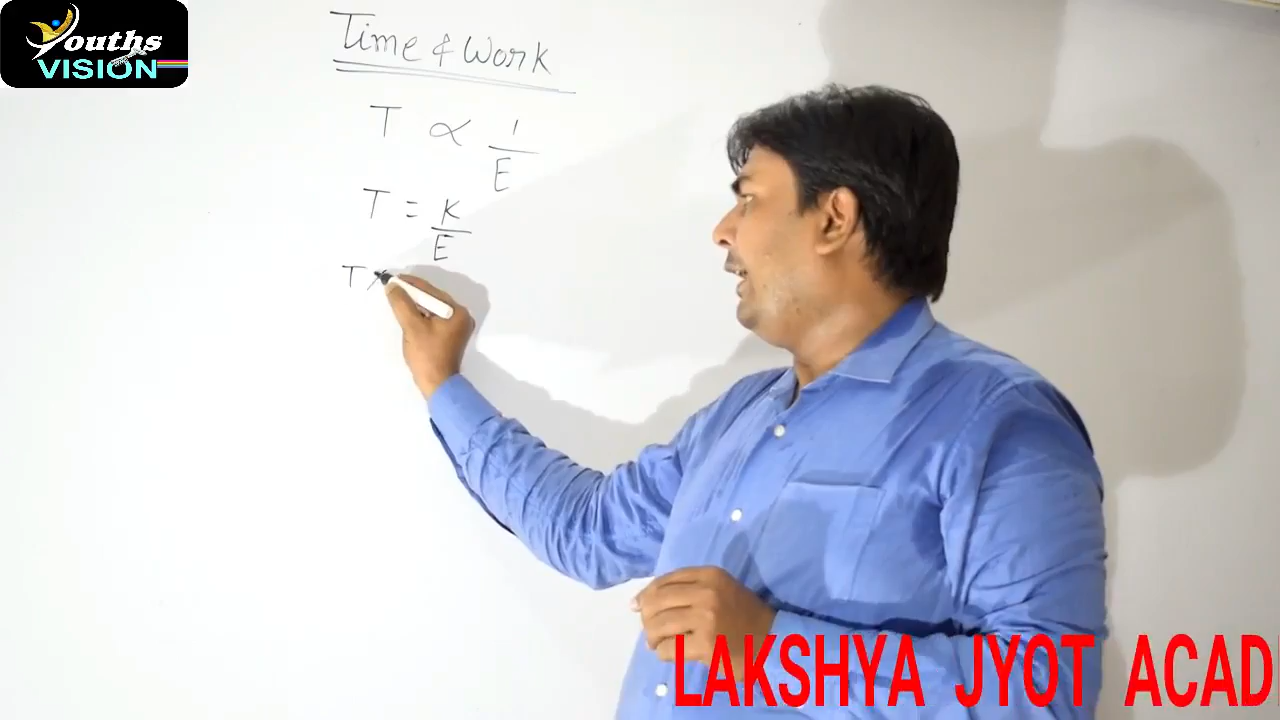 Youths
VISION
Time & Work
T ∝ 1/E
T = K/E
T ×
LAKSHYA JYOT ACAD